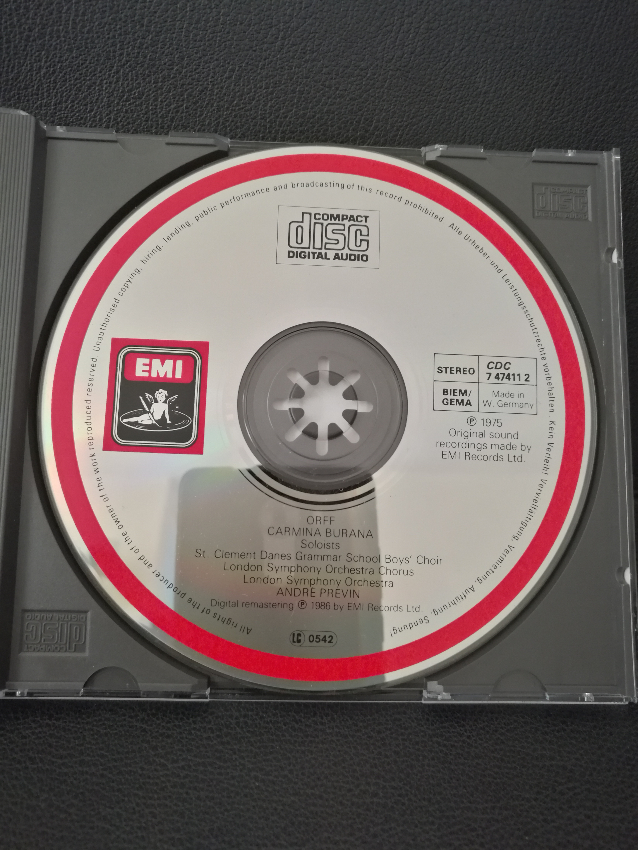 All rights of the producer and of the owner of the work reproduced reserved. Unauthorised copying, hiring, lending, public performance and broadcasting of this record prohibited. Alle Urheber und Leistungsschutzrechte vorbehalten. Kein Verleih! Vervielfältigung, Vermietung, Aufführung, Sendung!
COMPACT
disc
DIGITAL AUDIO
EMI
STEREO
CDC
7 47411 2
BIEM/
GEMA
Made in
W. Germany
℗ 1975
Original sound
recordings made by
EMI Records Ltd.
ORFF
CARMINA BURANA
Soloists
St. Clement Danes Grammar School Boys' Choir
London Symphony Orchestra Chorus
London Symphony Orchestra
ANDRÉ PREVIN
Digital remastering ℗ 1986 by EMI Records Ltd.
LC 0542
disc
disc